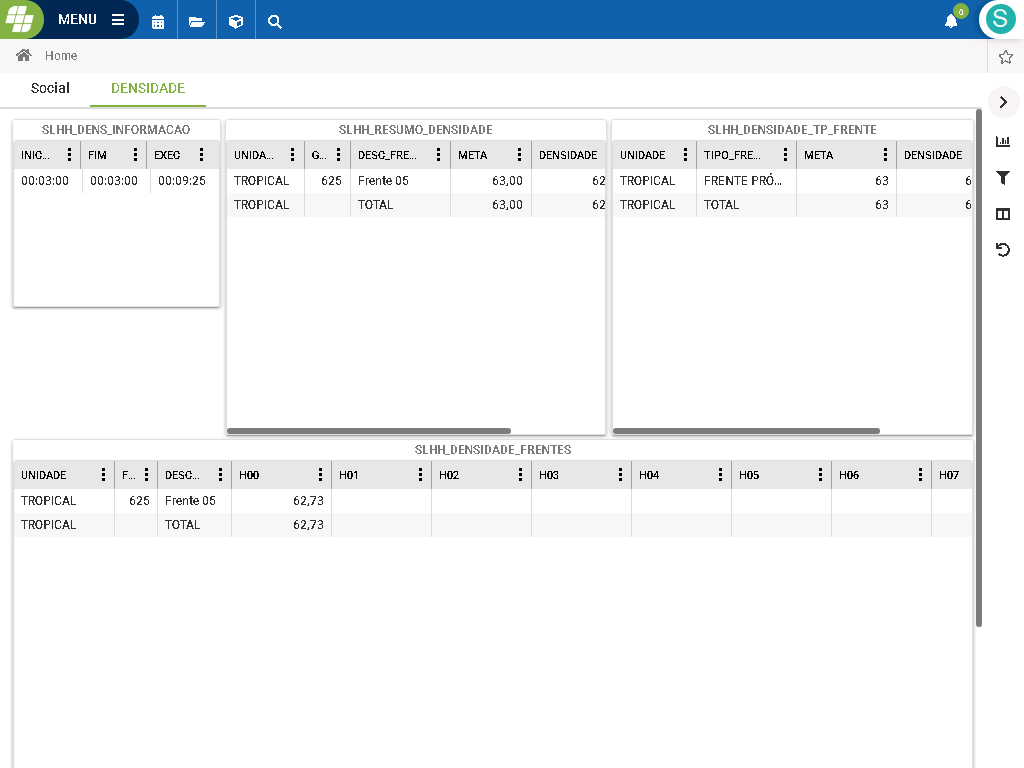 MENU
0
S
Home
Social DENSIDADE
SLHH_DENS_INFORMACAO
INIC... FIM EXEC
00:03:00 00:03:00 00:09:25
SLHH_RESUMO_DENSIDADE
UNIDA... G... DESC_FRE... META DENSIDADE
TROPICAL 625 Frente 05 63,00 62
TROPICAL TOTAL 63,00 62
SLHH_DENSIDADE_TP_FRENTE
UNIDADE TIPO_FRE... META DENSIDADE
TROPICAL FRENTE PRÓ... 63 6
TROPICAL TOTAL 63 6
SLHH_DENSIDADE_FRENTES
UNIDADE F... DESC... H00 H01 H02 H03 H04 H05 H06 H07
TROPICAL 625 Frente 05 62,73
TROPICAL TOTAL 62,73